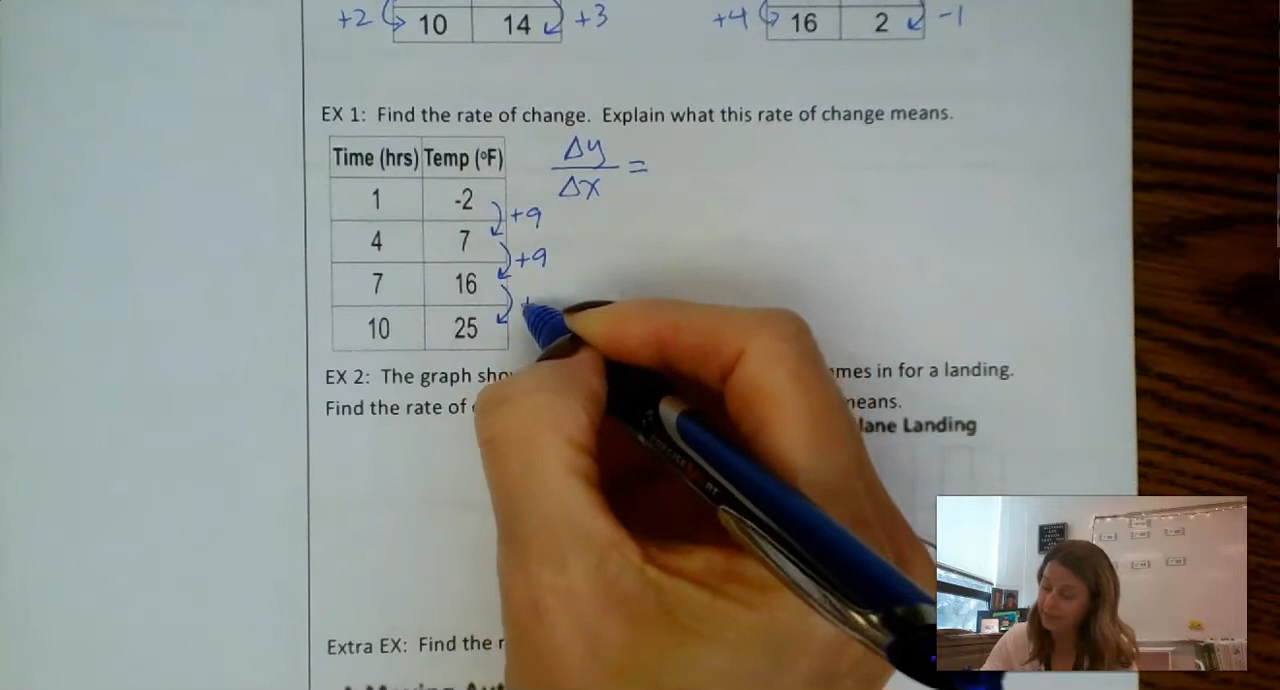 +2 10 14 +3 +4 16 2 -1
EX 1: Find the rate of change. Explain what this rate of change means.
Time (hrs) Temp (°F) Δy/Δx =
1 -2
+9
4 7
+9
7 16
+
10 25
EX 2: The graph mes in for a landing.
Find the rate of means.
lane Landing
Extra EX: Find the